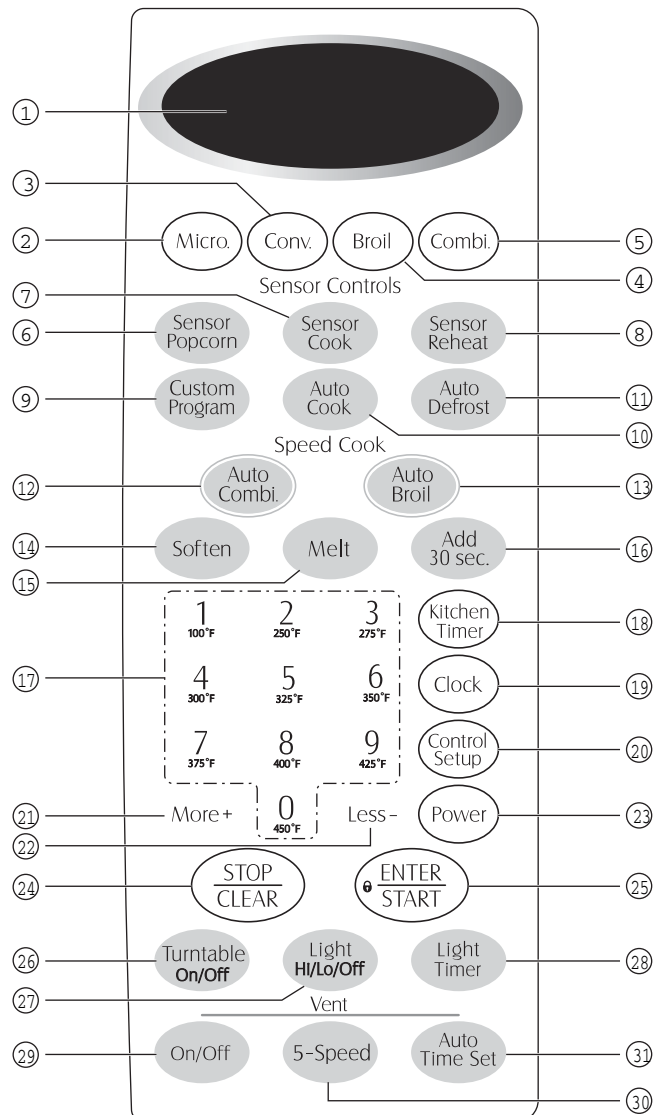 ①
③
② Micro. Conv. Broil Combi. ⑤
④
Sensor Controls
⑦
⑥ Sensor Popcorn Sensor Cook Sensor Reheat ⑧
⑨ Custom Program Auto Cook Auto Defrost ⑪
⑩
Speed Cook
⑫ Auto Combi. Auto Broil ⑬
⑭ Soften Melt Add 30 sec. ⑯
⑮
1 2 3 Kitchen Timer ⑱
100°F 250°F 275°F
⑰ 4 5 6 Clock ⑲
300°F 325°F 350°F
7 8 9 Control Setup ⑳
375°F 400°F 425°F
㉑ More+ 0 Less- Power ㉓
450°F
㉒
㉔ STOP CLEAR ENTER START ㉕
㉖ Turntable On/Off Light Hi/Lo/Off Light Timer ㉘
㉗
Vent
㉙ On/Off 5-Speed Auto Time Set ㉛
㉚